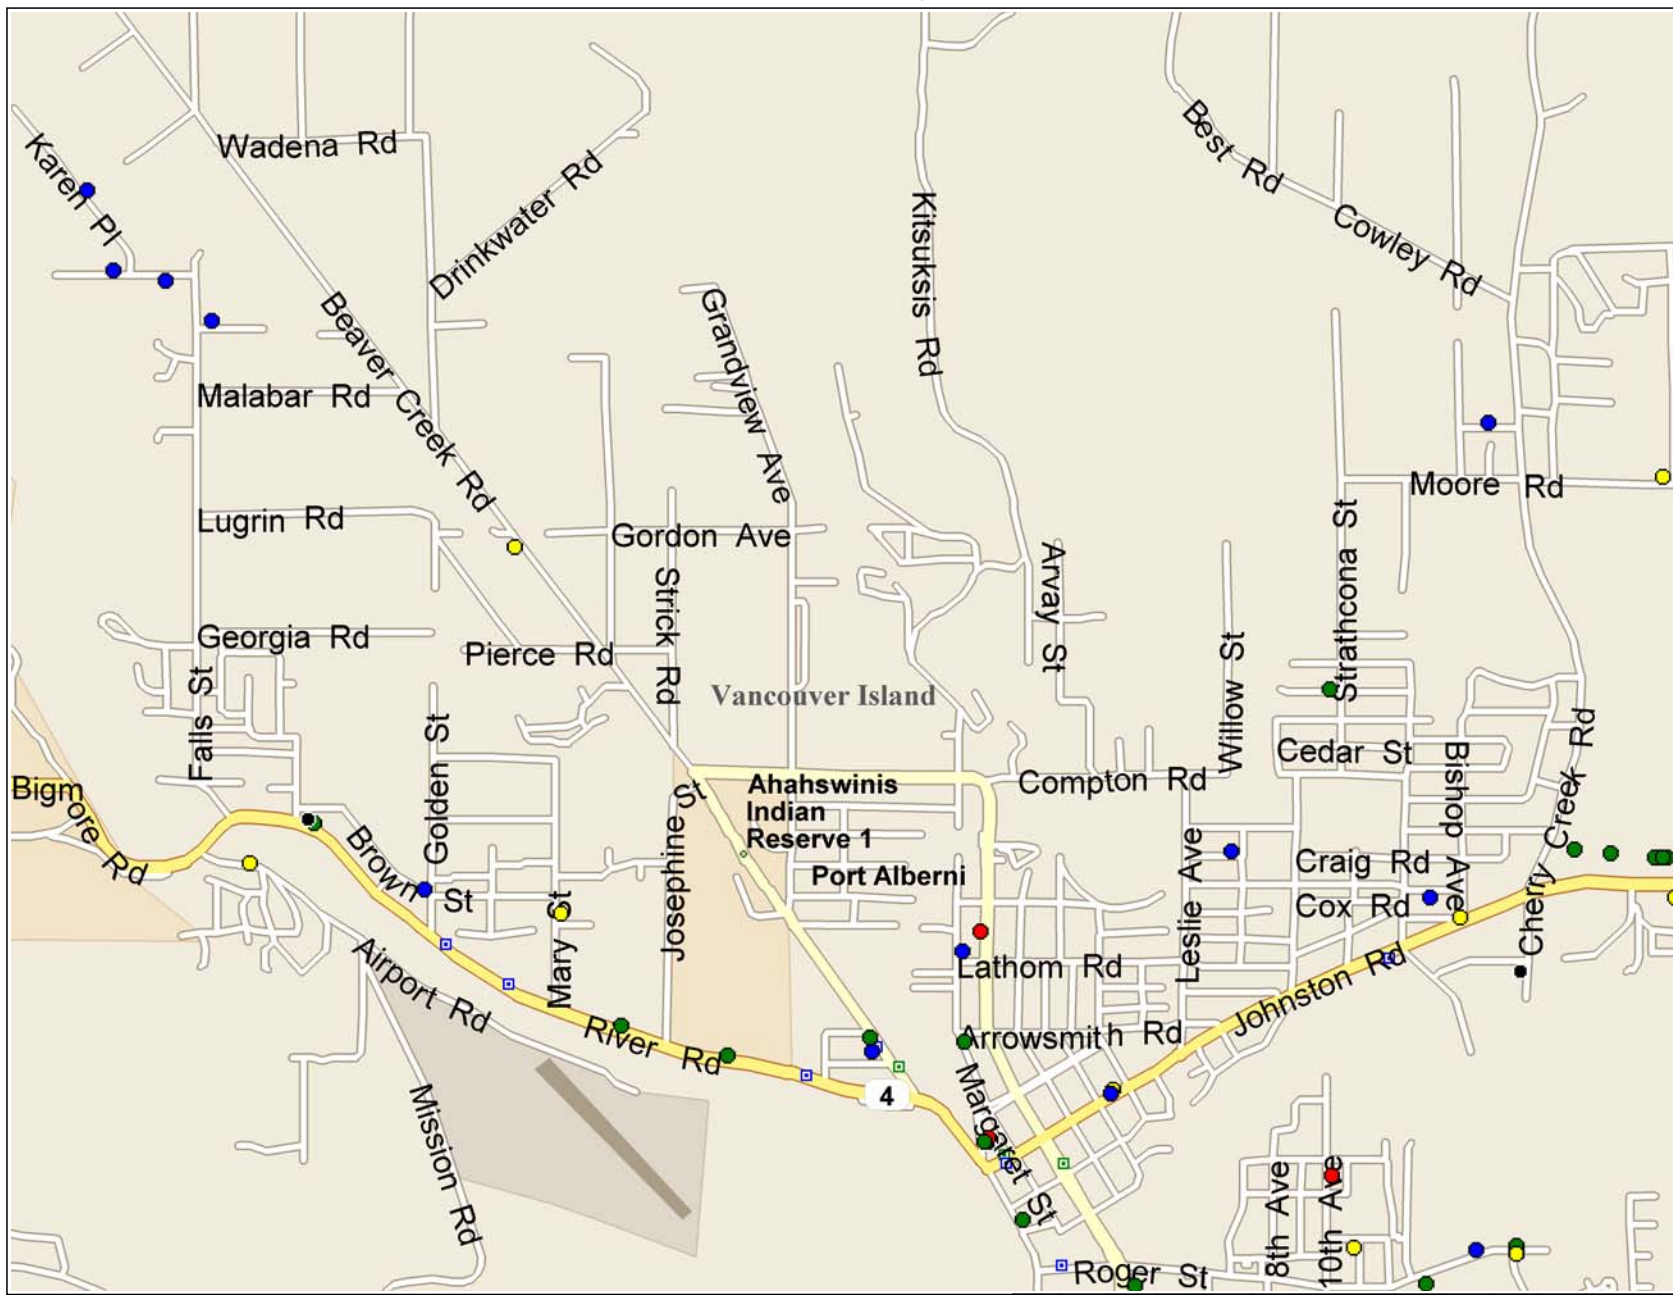 Karen Pl
Wadena Rd
Drinkwater Rd
Best Rd
Cowley Rd
Kitsuksis Rd
Beaver Creek Rd
Grandview Ave
Malabar Rd
Moore Rd
Lugrin Rd
Gordon Ave
Strathcona St
Arvay St
Strick Rd
Georgia Rd
Pierce Rd
Willow St
Vancouver Island
Falls St
Golden St
Cedar St
Bishop Ave
Cherry Creek Rd
Compton Rd
Bigmore Rd
Josephine St
Ahahswinis
Indian
Reserve 1
Port Alberni
Brown St
Mary St
Leslie Ave
Craig Rd
Cox Rd
Lathom Rd
Airport Rd
Johnston Rd
River Rd
Arrowsmith Rd
4
Margaret St
Mission Rd
8th Ave
10th Ave
Roger St